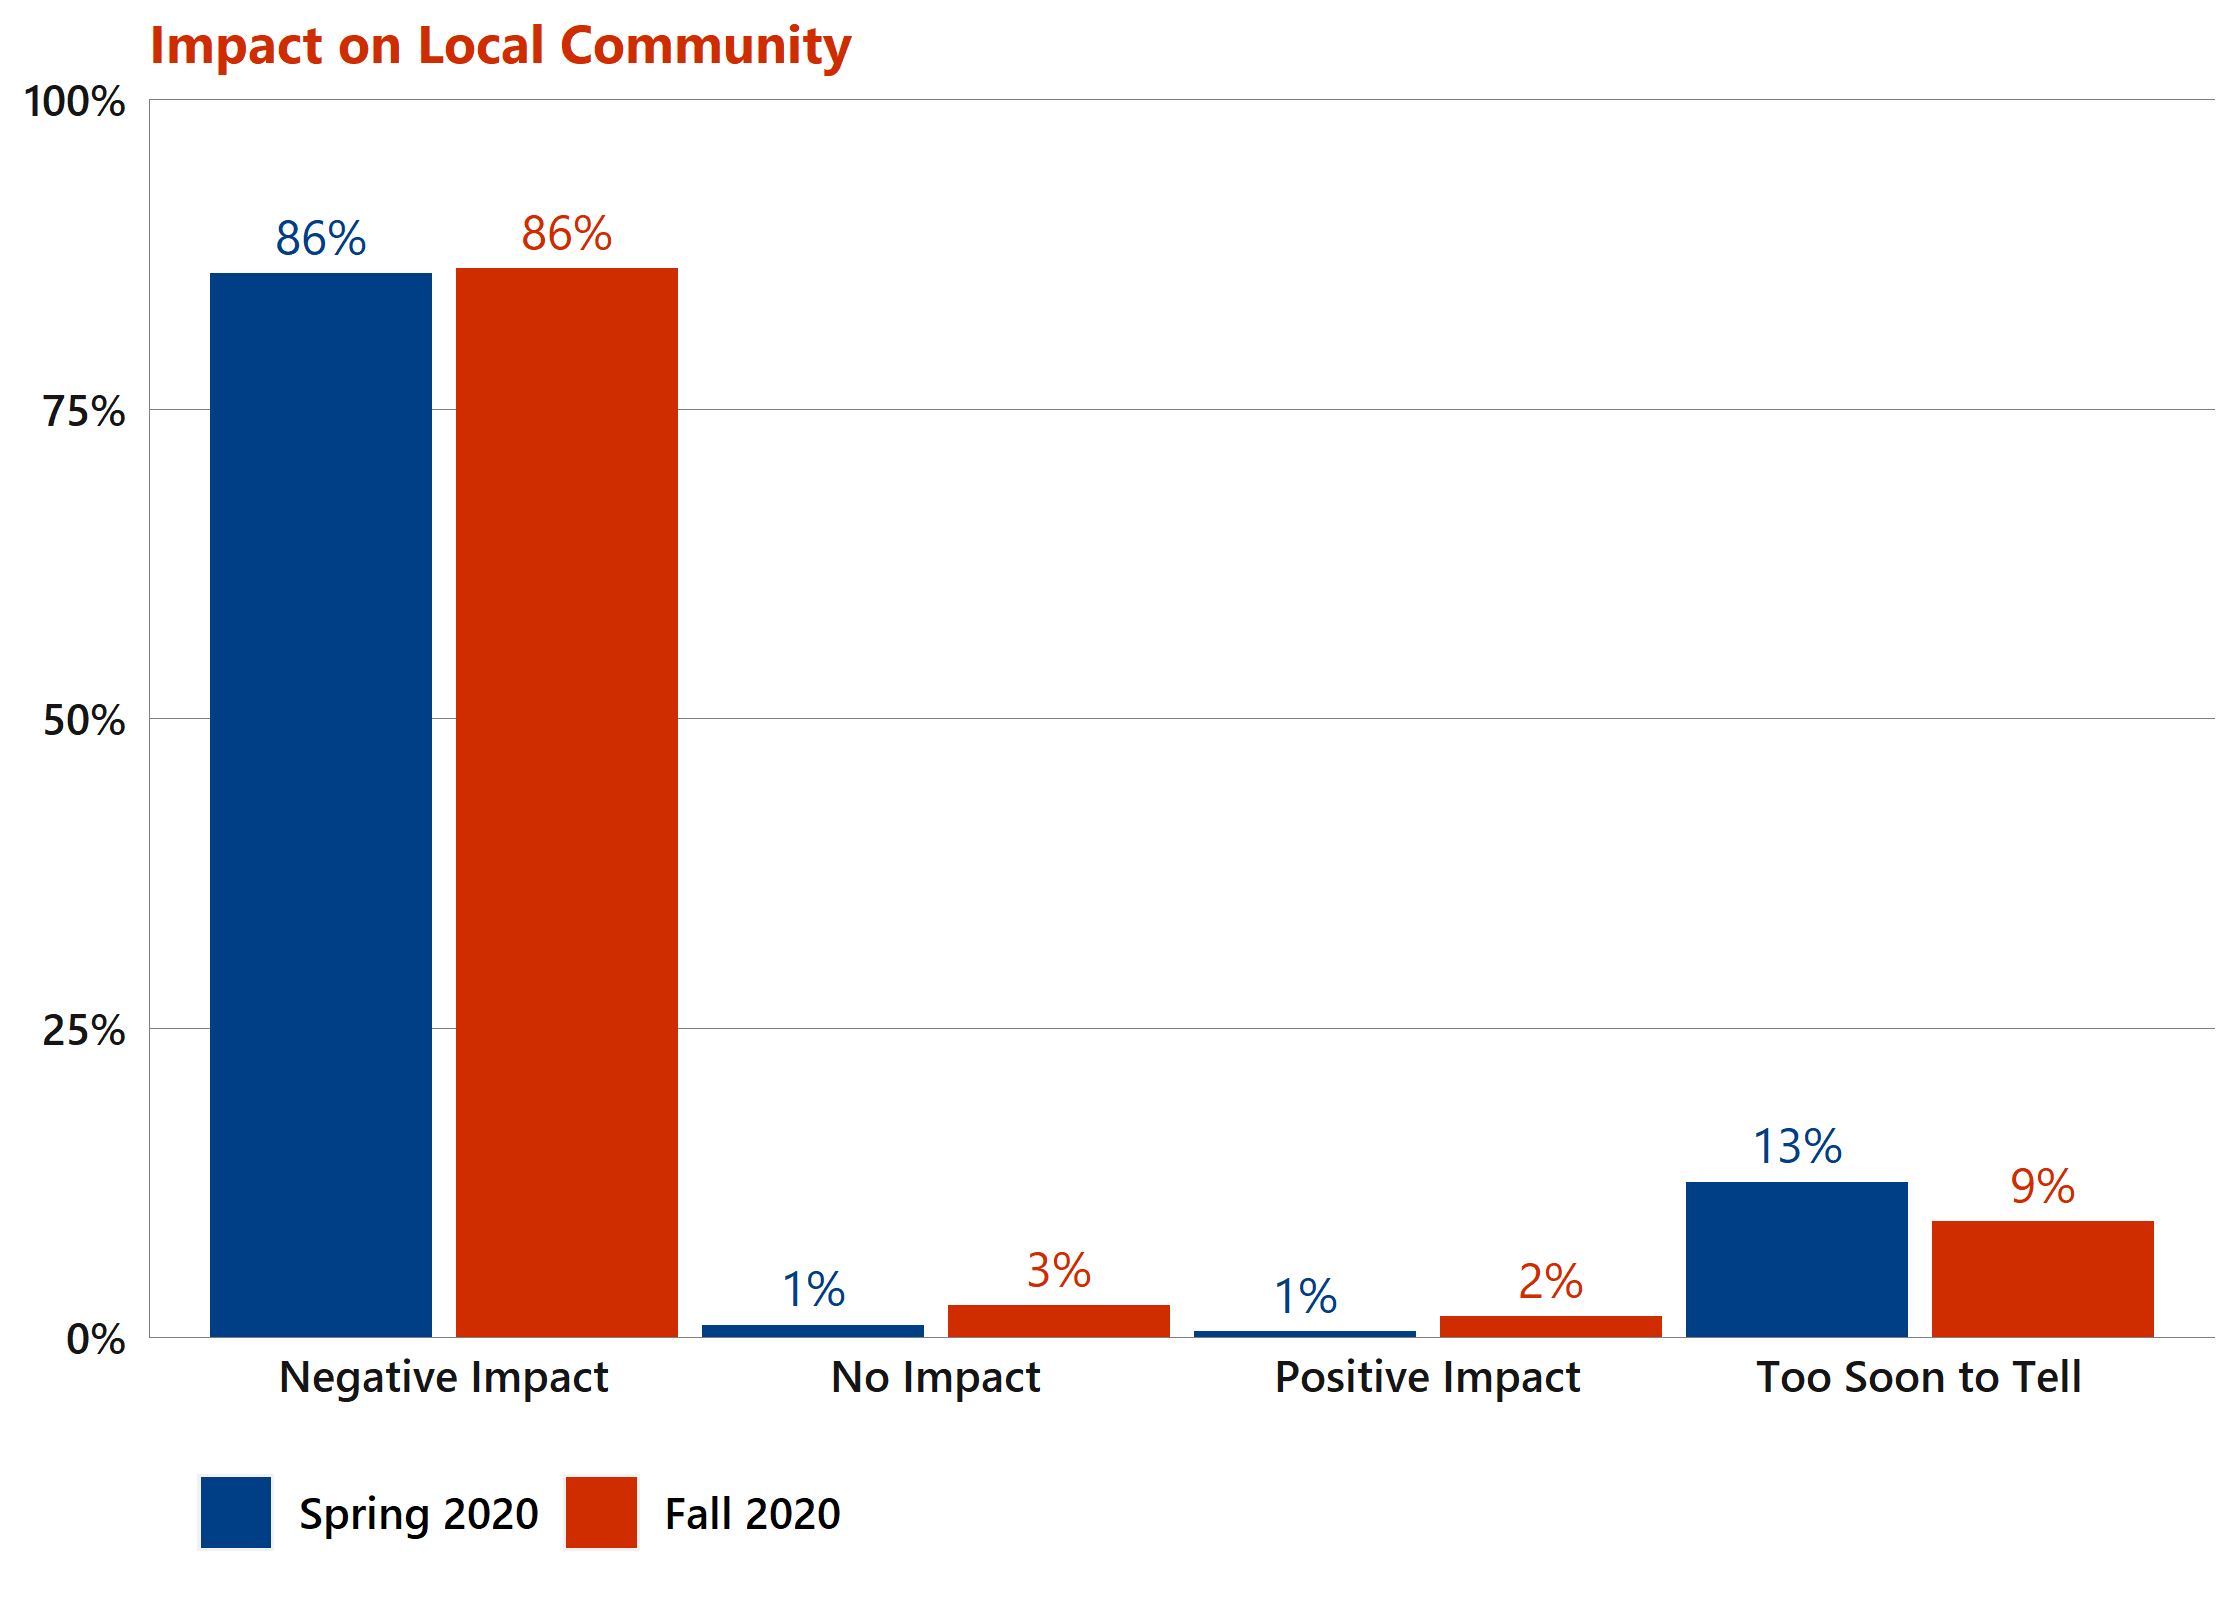 Impact on Local Community
100%
75%
50%
25%
0%
86%
86%
1%
3%
1%
2%
13%
9%
Negative Impact
No Impact
Positive Impact
Too Soon to Tell
Spring 2020
Fall 2020